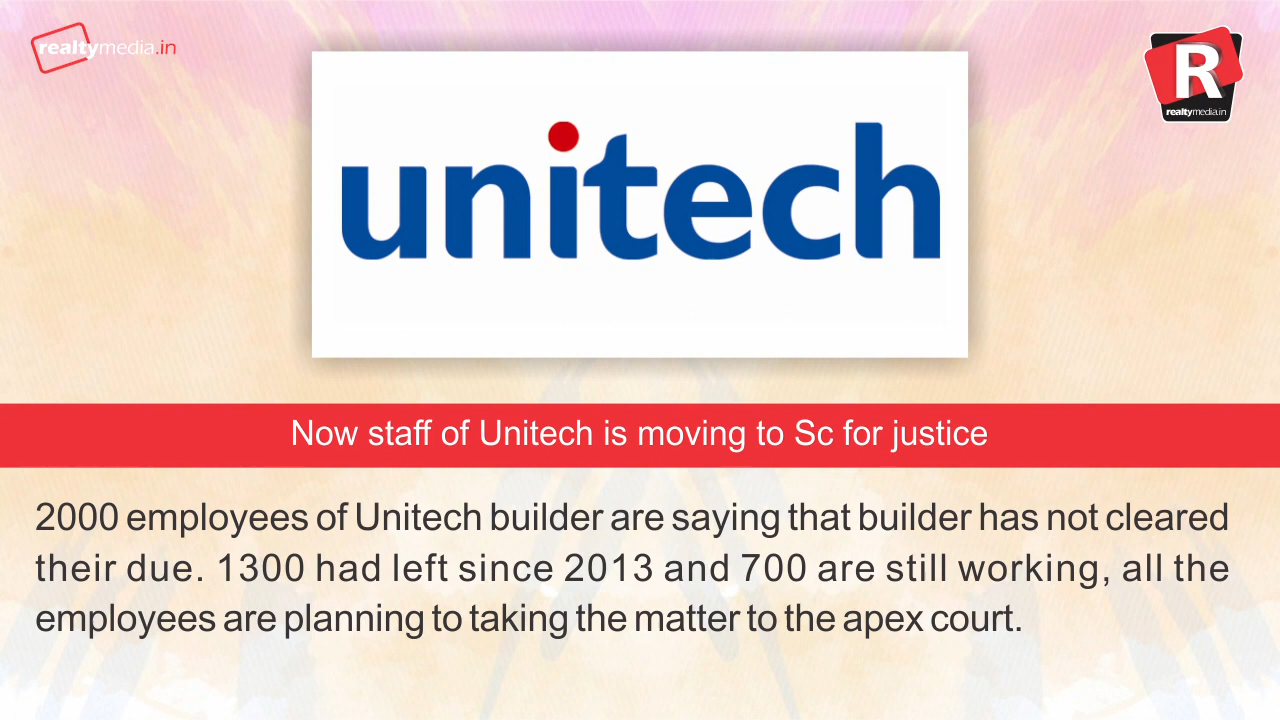 realtymedia.in
R
realtymedia.in
unitech
Now staff of Unitech is moving to Sc for justice
2000 employees of Unitech builder are saying that builder has not cleared
their due. 1300 had left since 2013 and 700 are still working, all the
employees are planning to taking the matter to the apex court.